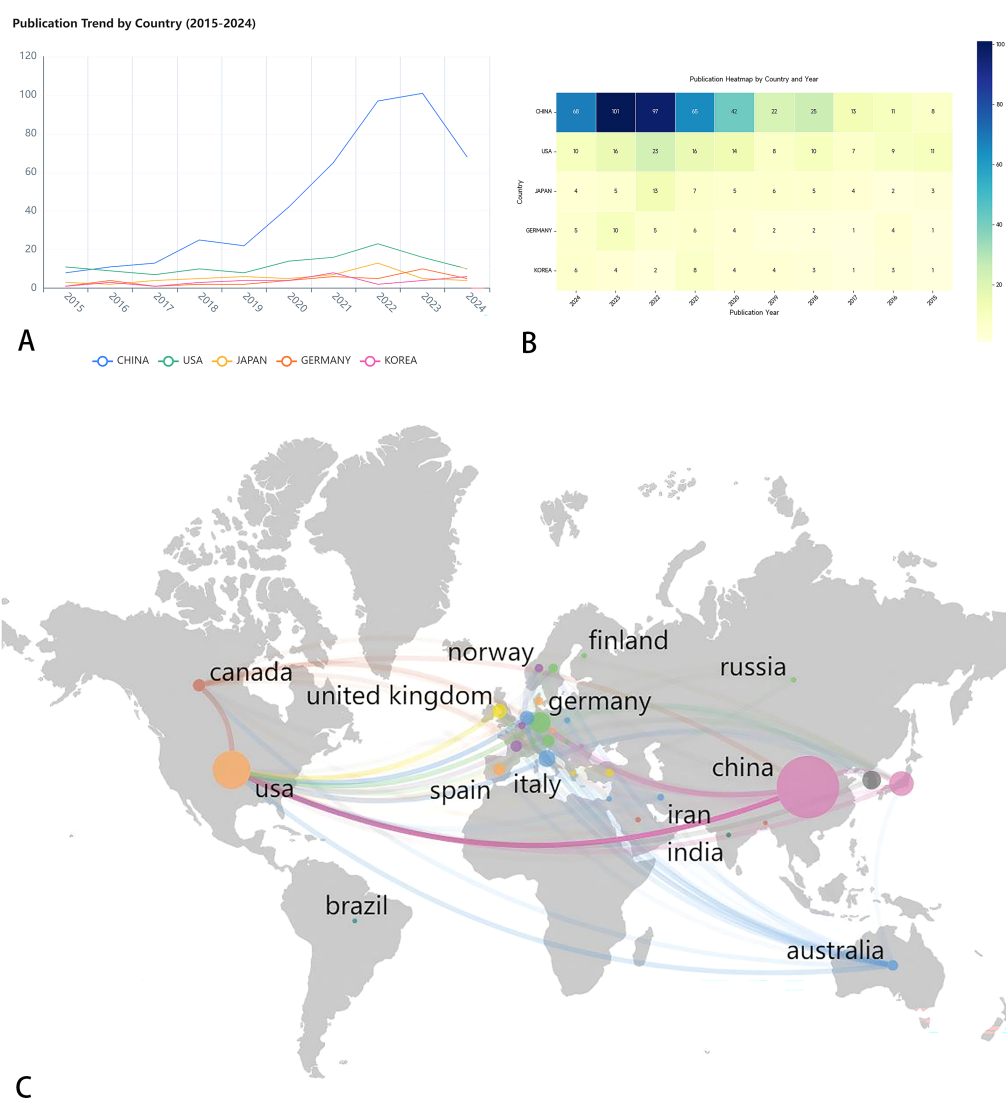 Publication Trend by Country (2015-2024)
120
100
80
60
40
20
0
2015 2016 2017 2018 2019 2020 2021 2022 2023 2024
CHINA USA JAPAN GERMANY KOREA
A
Publication Heatmap by Country and Year
Country
CHINA 68 101 97 65 42 22 25 13 11 8
USA 10 16 23 16 14 8 10 7 9 11
JAPAN 4 5 13 7 5 6 5 4 2 3
GERMANY 5 10 5 6 4 2 2 1 4 1
KOREA 6 4 2 8 4 4 3 1 3 1
2024 2023 2022 2021 2020 2019 2018 2017 2016 2015
Publication Year
100
80
60
40
20
B
norway
finland
canada
russia
united kingdom
germany
china
usa
spain
italy
iran
india
brazil
australia
C